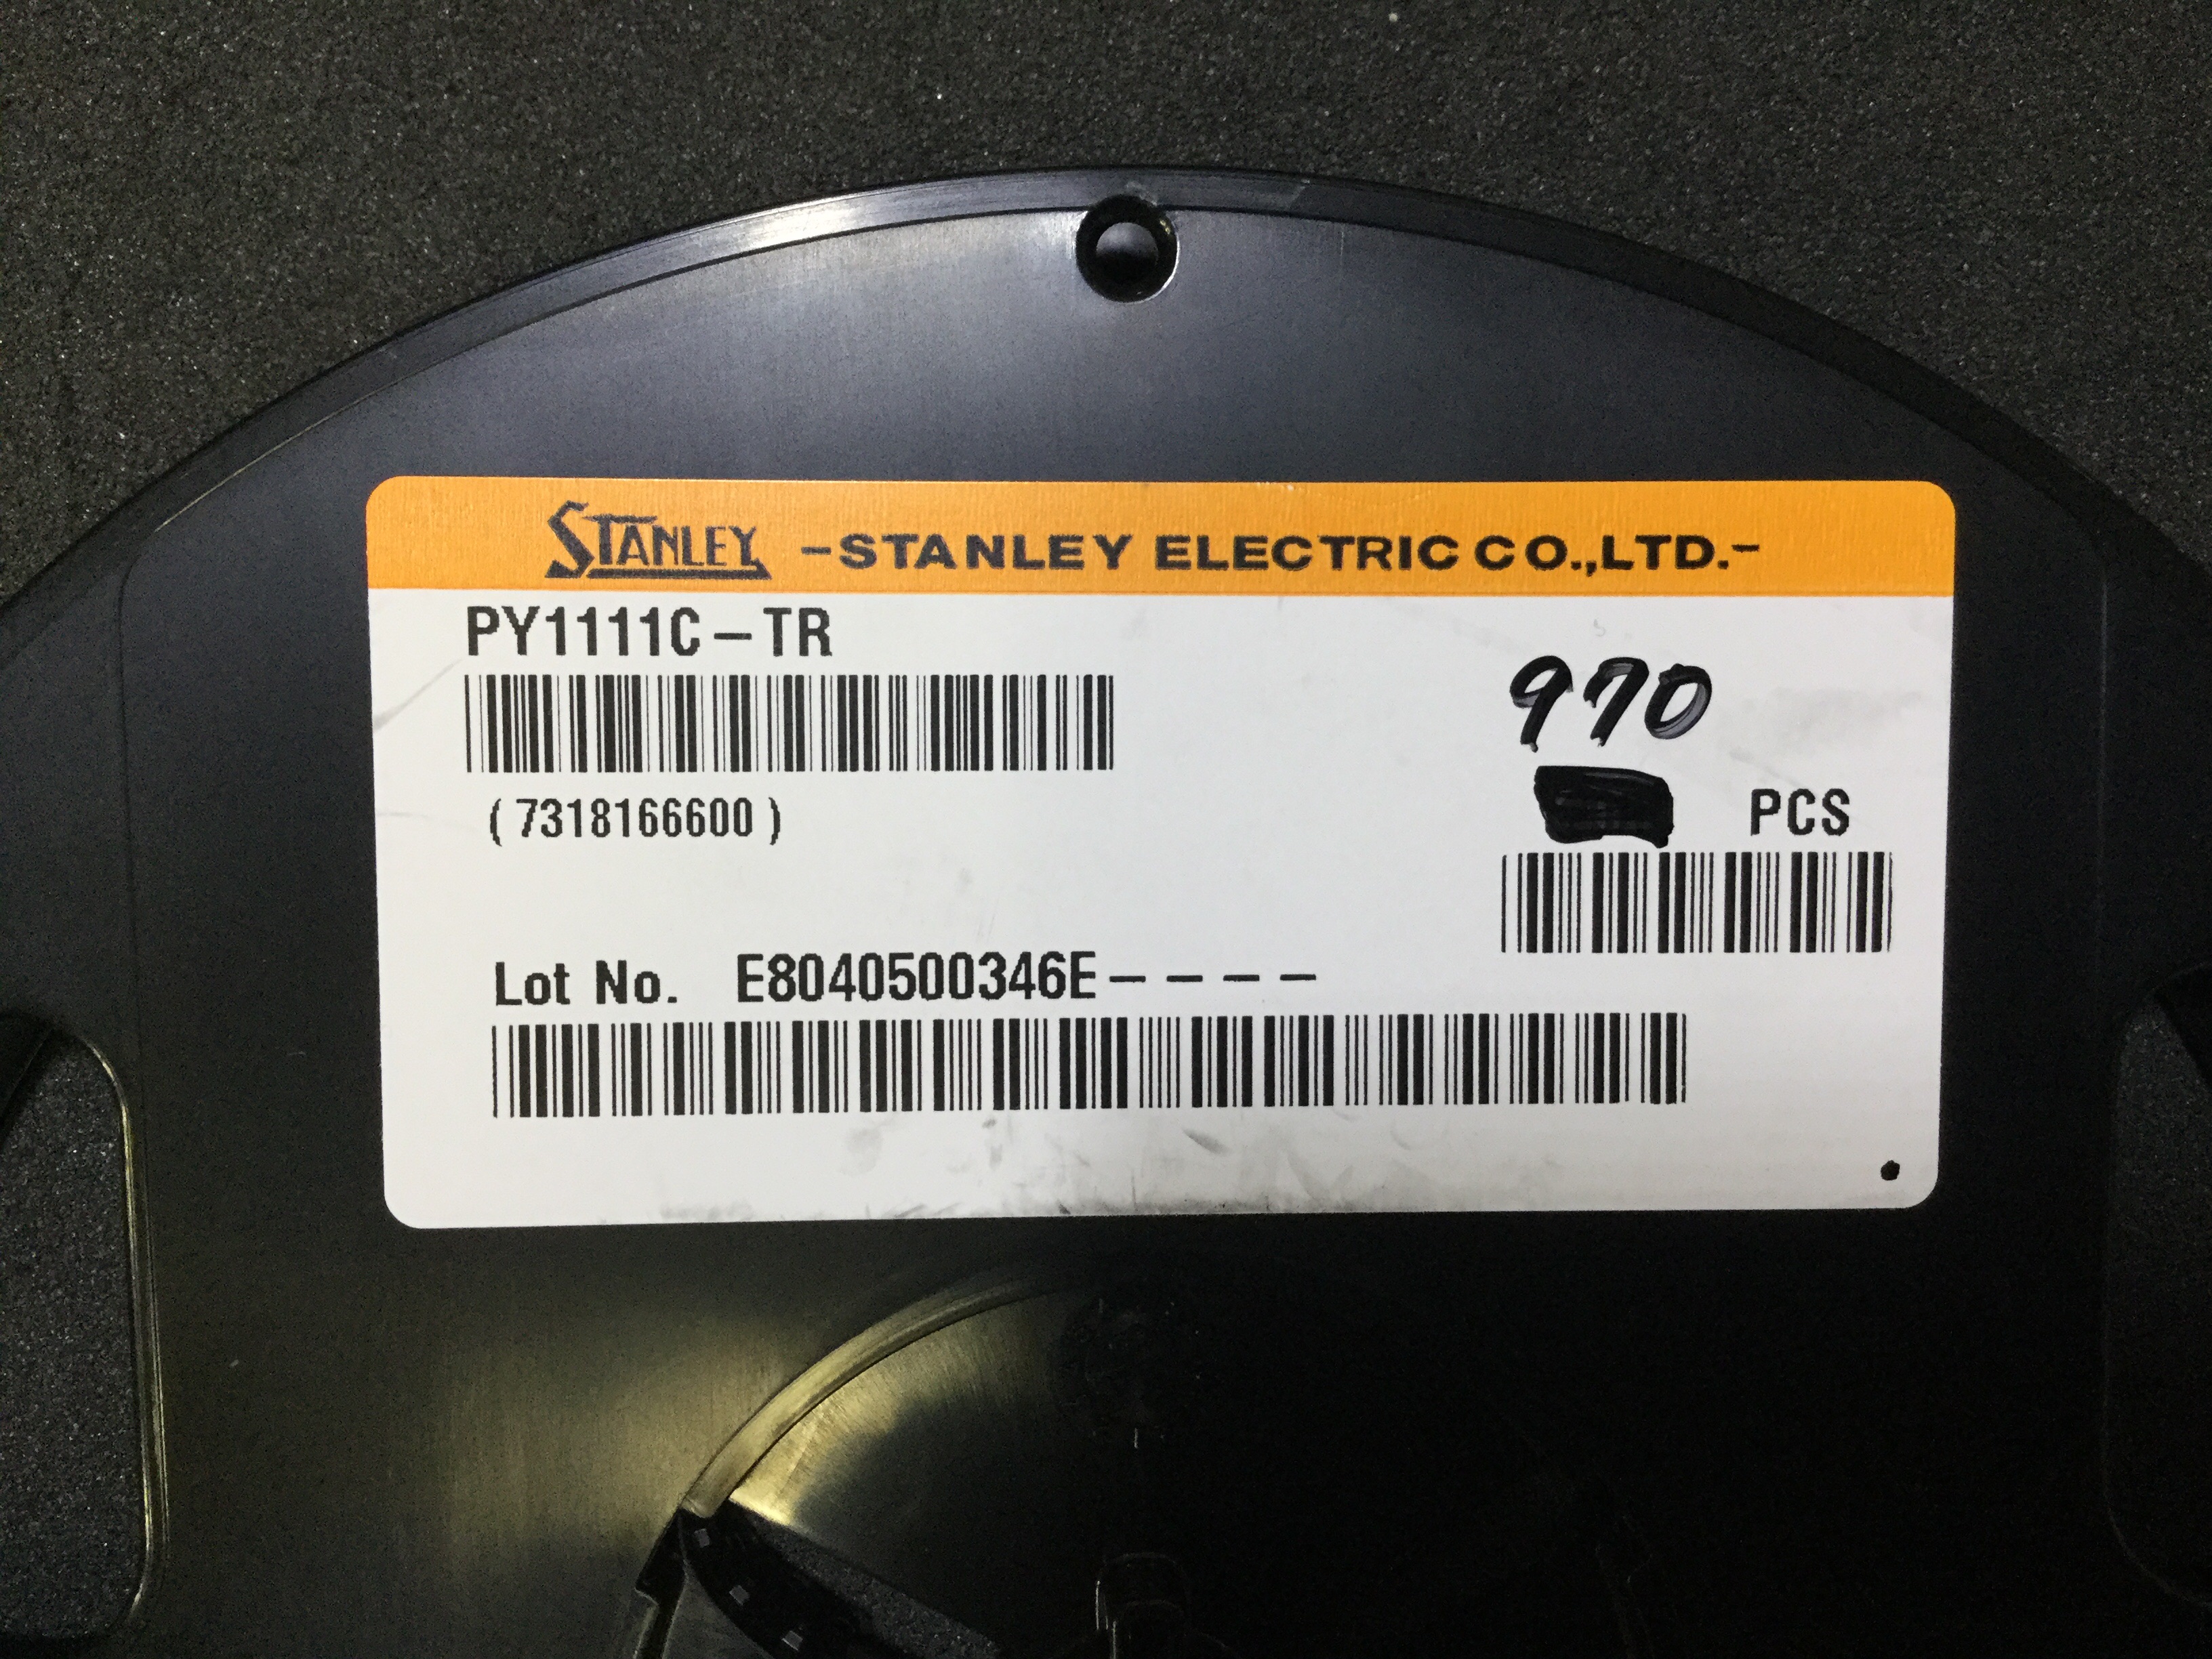 STANLEY -STANLEY ELECTRIC CO.,LTD.-
PY1111C-TR
970
(7318166600)
PCS
Lot No. E8040500346E----